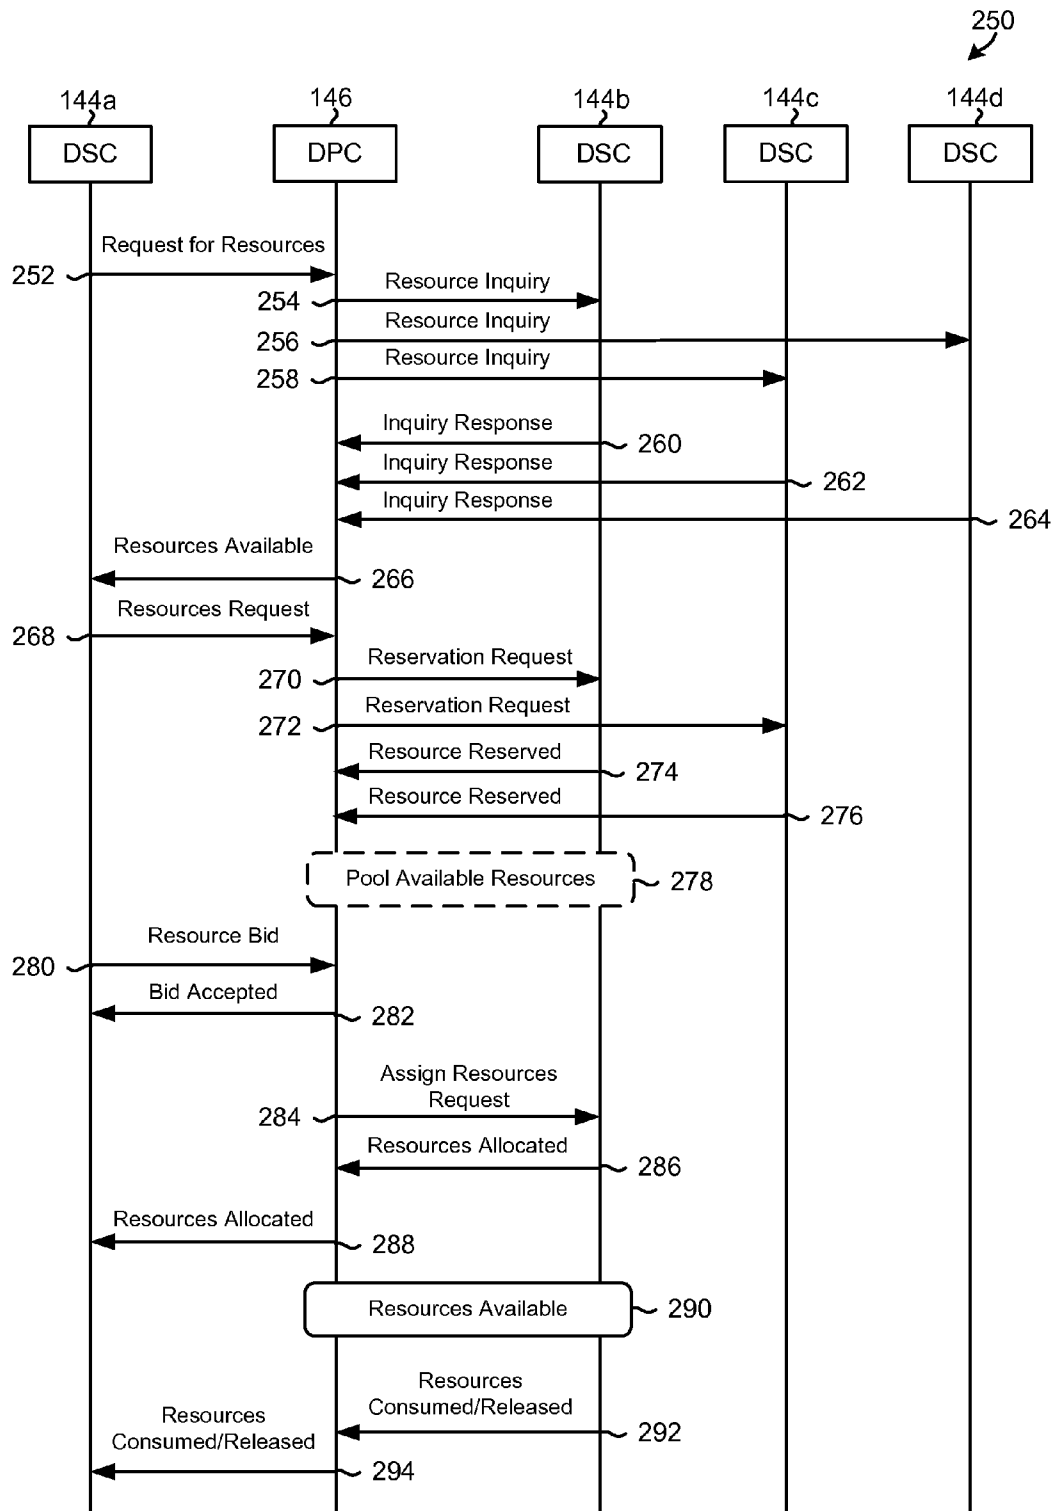 250
144a 146 144b 144c 144d
DSC DPC DSC DSC DSC
Request for Resources
252
Resource Inquiry
254
Resource Inquiry
256
Resource Inquiry
258
Inquiry Response
260
Inquiry Response
262
Inquiry Response
264
Resources Available
266
Resources Request
268
Reservation Request
270
Reservation Request
272
Resource Reserved
274
Resource Reserved
276
Pool Available Resources
278
Resource Bid
280
Bid Accepted
282
Assign Resources
Request
284
Resources Allocated
286
Resources Allocated
288
Resources Available
290
Resources
Consumed/Released
292
Resources
Consumed/Released
294